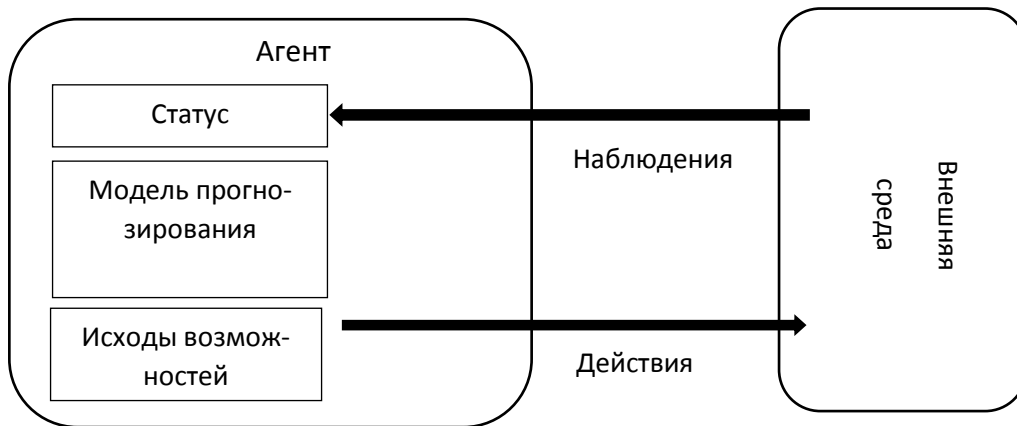 Агент
Статус
Модель прогно-
зирования
Исходы возмож-
ностей
Наблюдения
Действия
Внешняя
среда